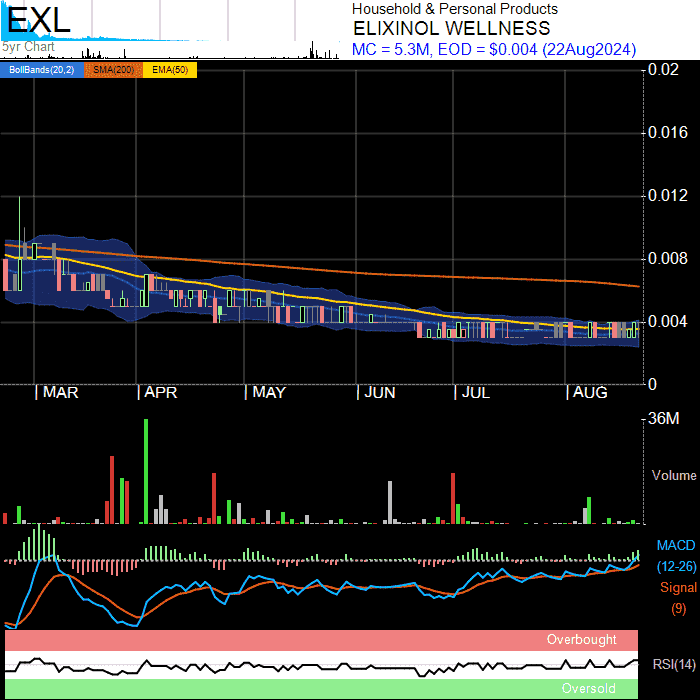 EXL
5yr Chart
Household & Personal Products
ELIXINOL WELLNESS
MC = 5.3M, EOD = $0.004 (22Aug2024)
BollBands(20,2) SMA(200) EMA(50)
0.02
0.016
0.012
0.008
0.004
0
| MAR | APR | MAY | JUN | JUL | AUG
36M
Volume
MACD
(12-26)
Signal
(9)
Overbought
RSI(14)
Oversold